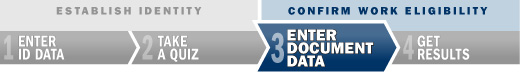 ESTABLISH IDENTITY
CONFIRM WORK ELIGIBILITY
1 ENTER
ID DATA
2 TAKE
A QUIZ
3 ENTER
DOCUMENT
DATA
4 GET
RESULTS